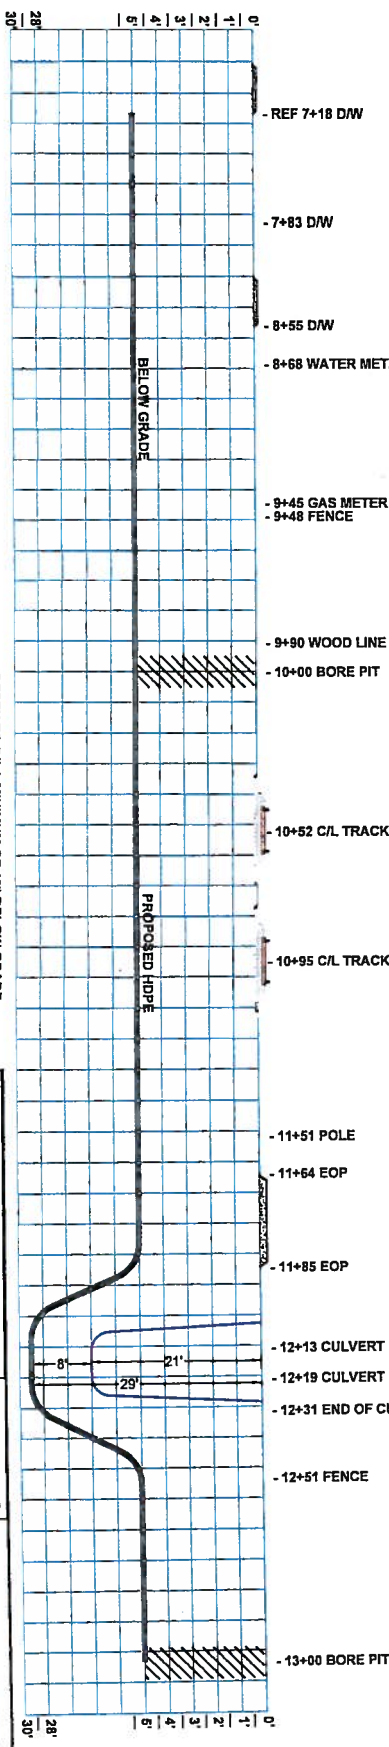 0'
1'
2'
3'
4'
5'
28'
30'
- REF 7+18 D/W
- 7+83 D/W
- 8+55 D/W
- 8+68 WATER MET
- 9+45 GAS METER
- 9+48 FENCE
- 9+90 WOOD LINE
- 10+00 BORE PIT
- 10+52 C/L TRACK
- 10+95 C/L TRACK
- 11+51 POLE
- 11+64 EOP
- 11+85 EOP
- 12+13 CULVERT
- 12+19 CULVERT
- 12+31 END OF CU
- 12+51 FENCE
- 13+00 BORE PIT
BELOW GRADE
PROPOSED HDPE
8'
21'
29'
0'
1'
2'
3'
4'
5'
28'
30'